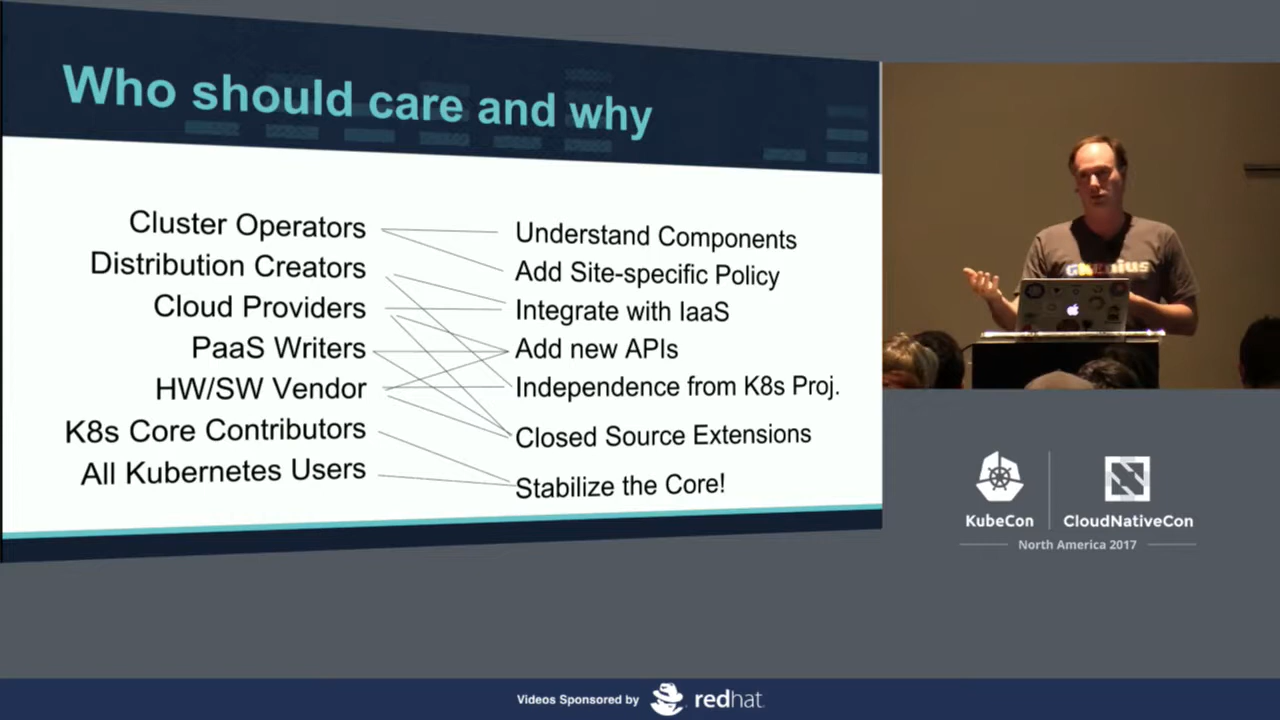 Who should care and why
Cluster Operators
Distribution Creators
Cloud Providers
PaaS Writers
HW/SW Vendor
K8s Core Contributors
All Kubernetes Users
Understand Components
Add Site-specific Policy
Integrate with IaaS
Add new APIs
Independence from K8s Proj.
Closed Source Extensions
Stabilize the Core!
KubeCon
CloudNativeCon
North America 2017
Videos Sponsored by
redhat